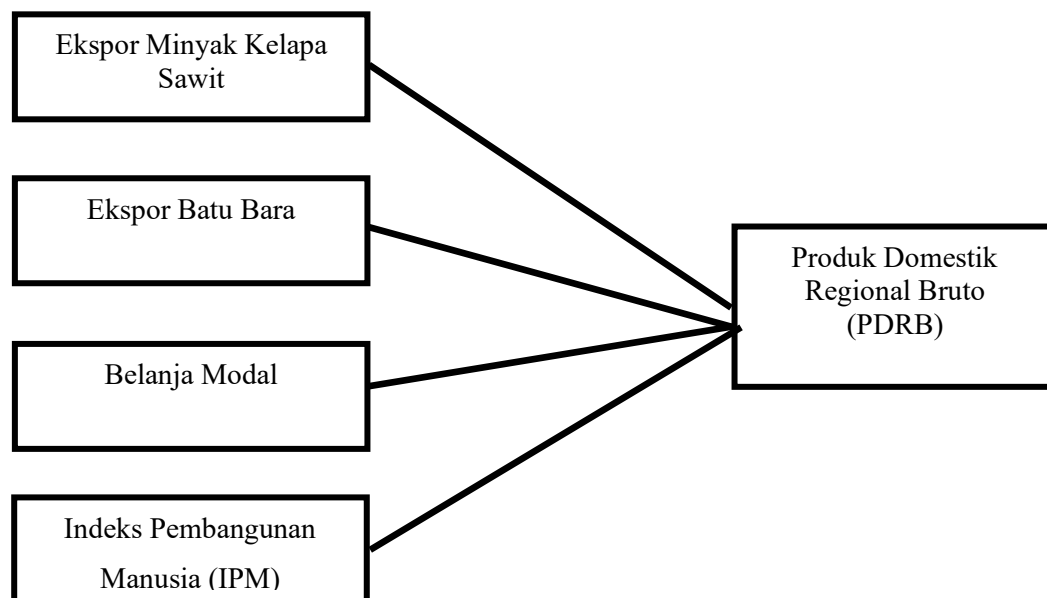 Ekspor Minyak Kelapa
Sawit
Ekspor Batu Bara
Belanja Modal
Indeks Pembangunan
Manusia (IPM)
Produk Domestik
Regional Bruto
(PDRB)